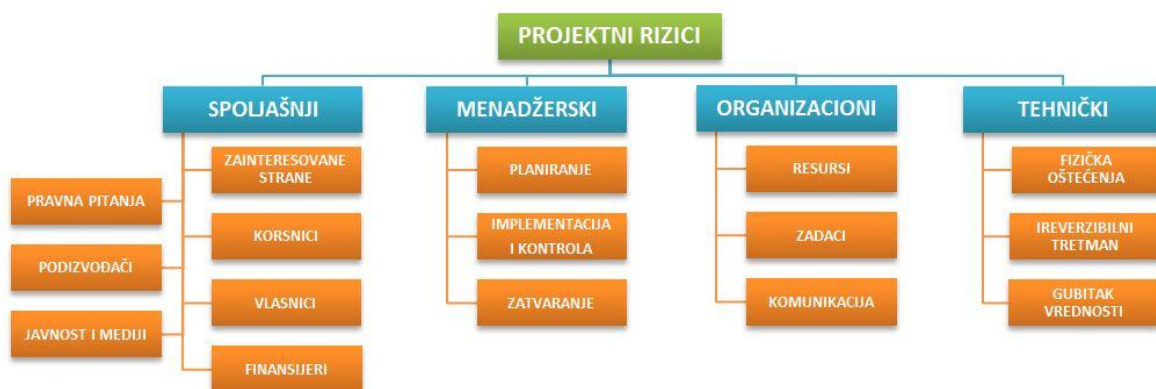 PROJEKTNI RIZICI
SPOLJAŠNJI
ZAINTERESOVANE
STRANE
PRAVNA PITANJA
KORSNICI
PODIZVOĐAČI
VLASNICI
JAVNOST I MEDIJI
FINANSIJERI
MENADŽERSKI
PLANIRANJE
IMPLEMENTACIJA
I KONTROLA
ZATVARANJE
ORGANIZACIONI
RESURSI
ZADACI
KOMUNIKACIJA
TEHNIČKI
FIZIČKA
OŠTEĆENJA
IREVERZIBILNI
TRETMAN
GUBITAK
VREDNOSTI